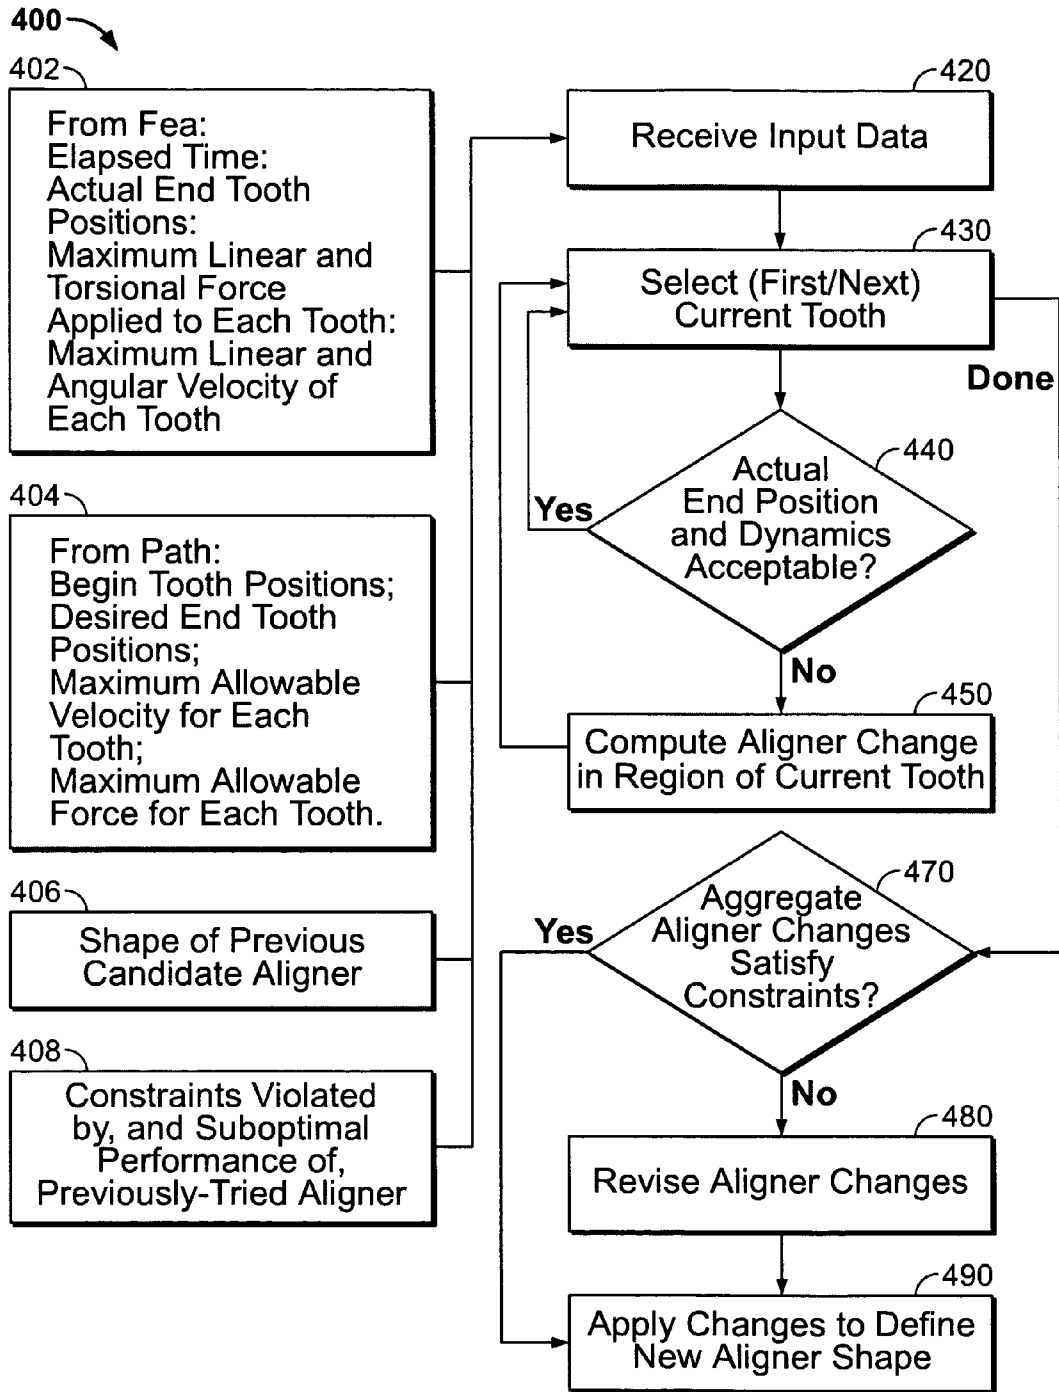 400
402
From Fea:
Elapsed Time:
Actual End Tooth
Positions:
Maximum Linear and
Torsional Force
Applied to Each Tooth:
Maximum Linear and
Angular Velocity of
Each Tooth
404
From Path:
Begin Tooth Positions;
Desired End Tooth
Positions;
Maximum Allowable
Velocity for Each
Tooth;
Maximum Allowable
Force for Each Tooth.
406
Shape of Previous
Candidate Aligner
408
Constraints Violated
by, and Suboptimal
Performance of,
Previously-Tried Aligner
420
Receive Input Data
430
Select (First/Next)
Current Tooth
Done
440
Actual
End Position
and Dynamics
Acceptable?
Yes
No
450
Compute Aligner Change
in Region of Current Tooth
470
Aggregate
Aligner Changes
Satisfy
Constraints?
Yes
No
480
Revise Aligner Changes
490
Apply Changes to Define
New Aligner Shape